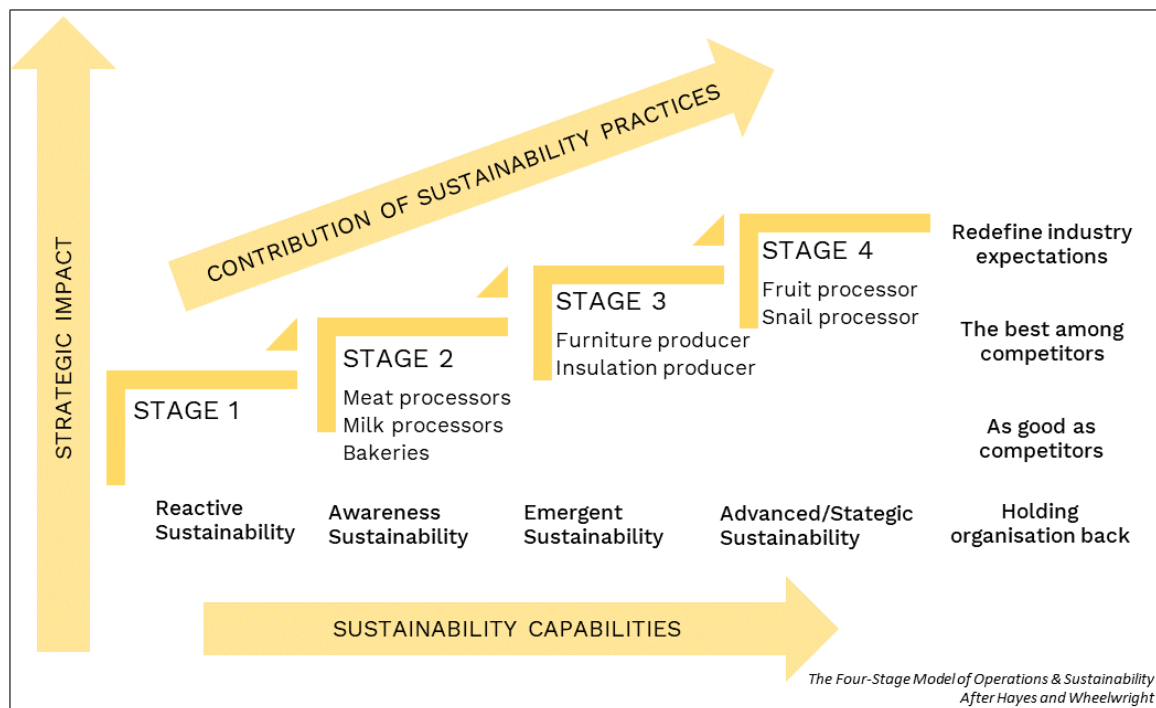 STRATEGIC IMPACT
CONTRIBUTION OF SUSTAINABILITY PRACTICES
STAGE 1
STAGE 2
Meat processors
Milk processors
Bakeries
STAGE 3
Furniture producer
Insulation producer
STAGE 4
Fruit processor
Snail processor
Redefine industry
expectations
The best among
competitors
As good as
competitors
Holding
organisation back
Reactive
Sustainability
Awareness
Sustainability
Emergent
Sustainability
Advanced/Stategic
Sustainability
SUSTAINABILITY CAPABILITIES
The Four-Stage Model of Operations & Sustainability
After Hayes and Wheelwright